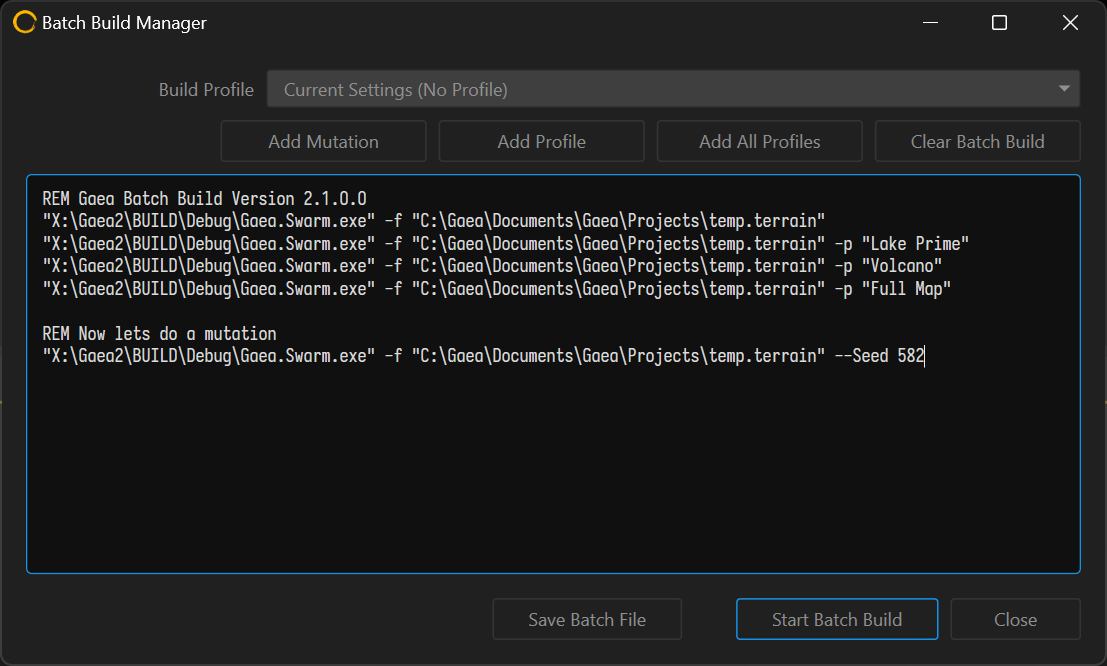 Batch Build Manager
Build Profile Current Settings (No Profile)
Add Mutation Add Profile Add All Profiles Clear Batch Build
REM Gaea Batch Build Version 2.1.0.0
"X:\Gaea2\BUILD\Debug\Gaea.Swarm.exe" -f "C:\Gaea\Documents\Gaea\Projects\temp.terrain"
"X:\Gaea2\BUILD\Debug\Gaea.Swarm.exe" -f "C:\Gaea\Documents\Gaea\Projects\temp.terrain" -p "Lake Prime"
"X:\Gaea2\BUILD\Debug\Gaea.Swarm.exe" -f "C:\Gaea\Documents\Gaea\Projects\temp.terrain" -p "Volcano"
"X:\Gaea2\BUILD\Debug\Gaea.Swarm.exe" -f "C:\Gaea\Documents\Gaea\Projects\temp.terrain" -p "Full Map"
REM Now lets do a mutation
"X:\Gaea2\BUILD\Debug\Gaea.Swarm.exe" -f "C:\Gaea\Documents\Gaea\Projects\temp.terrain" --Seed 582
Save Batch File Start Batch Build Close